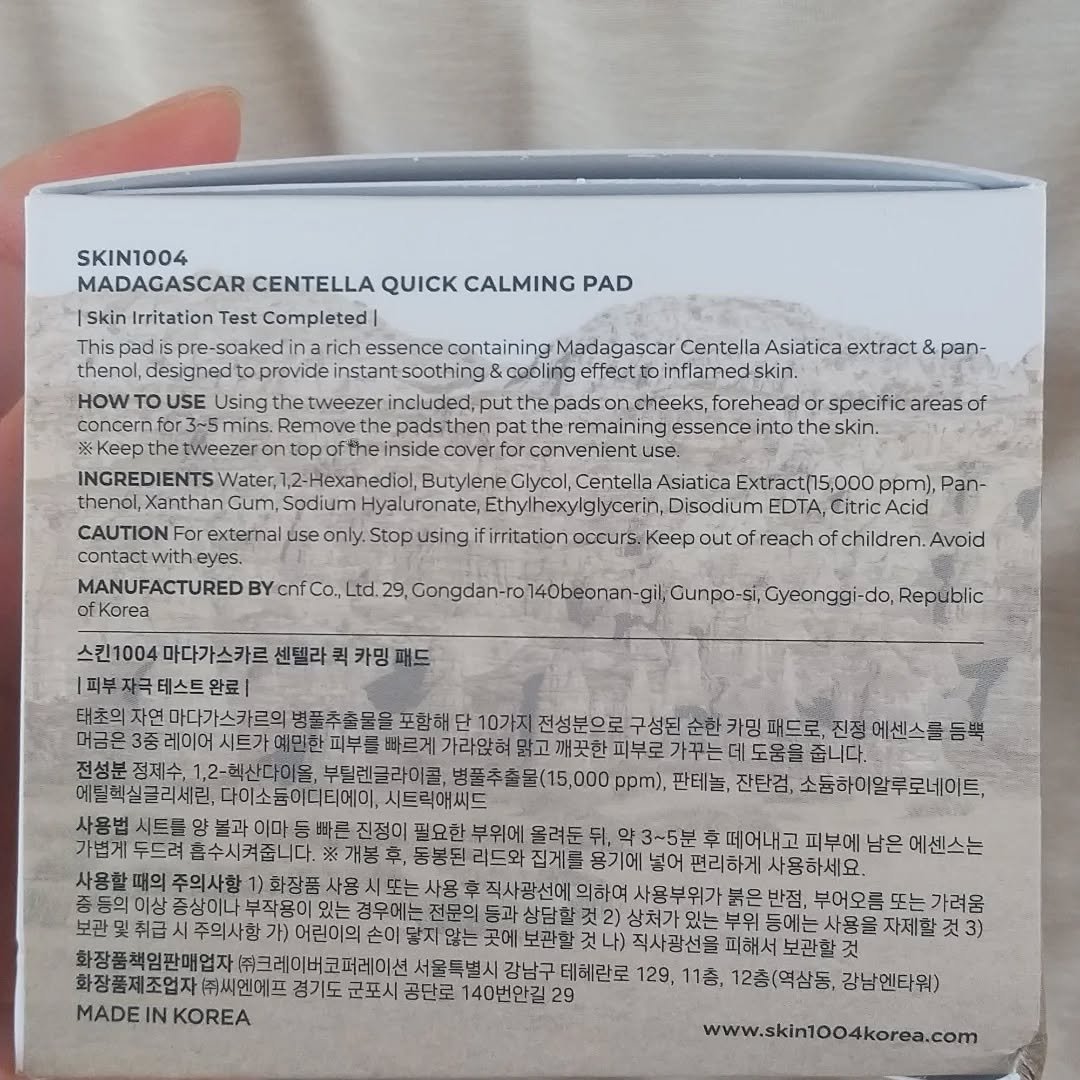 SKIN1004
MADAGASCAR CENTELLA QUICK CALMING PAD
| Skin Irritation Test Completed |
This pad is pre-soaked in a rich essence containing Madagascar Centella Asiatica extract & pan-
thenol, designed to provide instant soothing & cooling effect to inflamed skin.
HOW TO USE Using the tweezer included, put the pads on cheeks, forehead or specific areas of
concern for 3~5 mins. Remove the pads then pat the remaining essence into the skin.
※ Keep the tweezer on top of the inside cover for convenient use.
INGREDIENTS Water, 1,2-Hexanediol, Butylene Glycol, Centella Asiatica Extract(15,000 ppm), Pan-
thenol, Xanthan Gum, Sodium Hyaluronate, Ethylhexylglycerin, Disodium EDTA, Citric Acid
CAUTION For external use only. Stop using if irritation occurs. Keep out of reach of children. Avoid
contact with eyes.
MANUFACTURED BY cnf Co., Ltd. 29, Gongdan-ro 140beonan-gil, Gunpo-si, Gyeonggi-do, Republic
of Korea
스킨1004 마다가스카르 센텔라 퀵 카밍 패드
| 피부 자극 테스트 완료 |
태초의 자연 마다가스카르의 병풀추출물을 포함해 단 10가지 전성분으로 구성된 순한 카밍 패드로, 진정 에센스를 듬뿍
머금은 3중 레이어 시트가 예민한 피부를 빠르게 가라앉혀 맑고 깨끗한 피부로 가꾸는 데 도움을 줍니다.
전성분 정제수, 1,2-헥산다이올, 부틸렌글라이콜, 병풀추출물(15,000 ppm), 판테놀, 잔탄검, 소듐하이알루로네이트,
에틸헥실글리세린, 다이소듐이디티에이, 시트릭애씨드
사용법 시트를 양 볼과 이마 등 빠른 진정이 필요한 부위에 올려둔 뒤, 약 3~5분 후 떼어내고 피부에 남은 에센스는
가볍게 두드려 흡수시켜줍니다. ※ 개봉 후, 동봉된 리드와 집게를 용기에 넣어 편리하게 사용하세요.
사용할 때의 주의사항 1) 화장품 사용 시 또는 사용 후 직사광선에 의하여 사용부위가 붉은 반점, 부어오름 또는 가려움
증 등의 이상 증상이나 부작용이 있는 경우에는 전문의 등과 상담할 것 2) 상처가 있는 부위 등에는 사용을 자제할 것 3)
보관 및 취급 시 주의사항 가) 어린이의 손이 닿지 않는 곳에 보관할 것 나) 직사광선을 피해서 보관할 것
화장품책임판매업자 ㈜크레이버코퍼레이션 서울특별시 강남구 테헤란로 129, 11층, 12층(역삼동, 강남엔타워)
화장품제조업자 ㈜씨엔에프 경기도 군포시 공단로 140번안길 29
MADE IN KOREA
www.skin1004korea.com